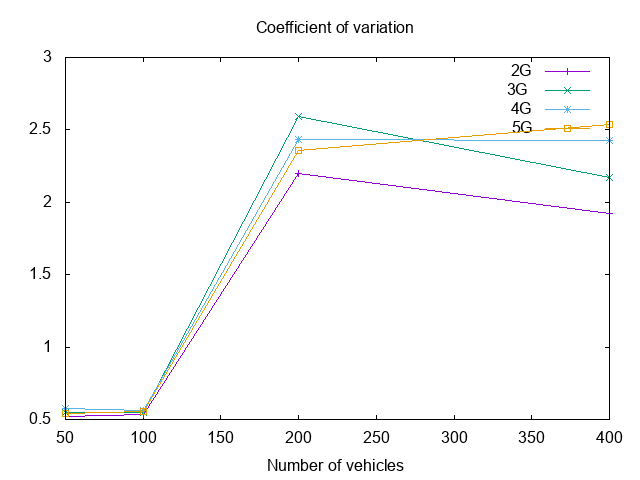 Coefficient of variation
3
2.5
2
1.5
1
0.5
2G
3G
4G
5G
50 100 150 200 250 300 350 400
Number of vehicles